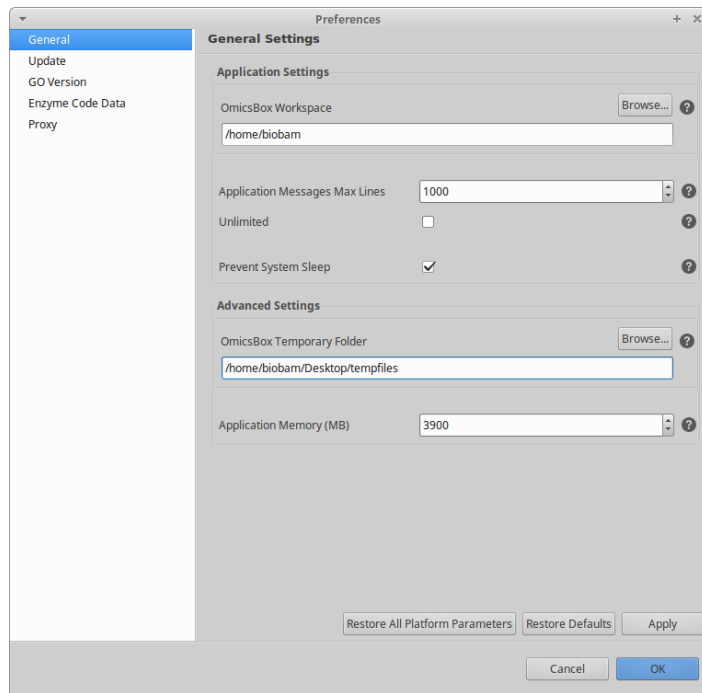 Preferences
General
Update
GO Version
Enzyme Code Data
Proxy
General Settings
Application Settings
OmicsBox Workspace
Browse...
/home/biobam
Application Messages Max Lines 1000
Unlimited
Prevent System Sleep
Advanced Settings
OmicsBox Temporary Folder
Browse...
/home/biobam/Desktop/tempfiles
Application Memory (MB) 3900
Restore All Platform Parameters Restore Defaults Apply
Cancel OK